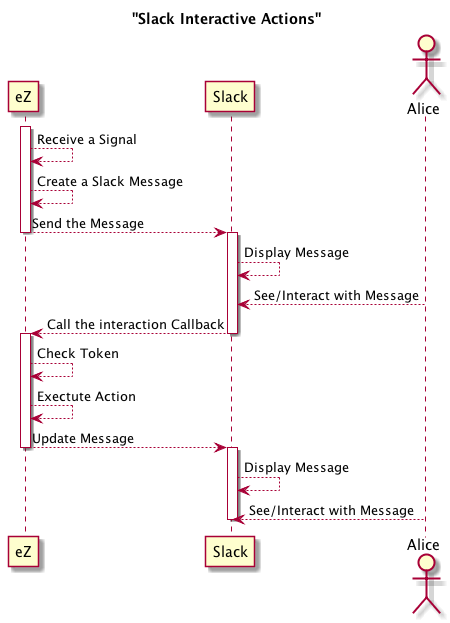 "Slack Interactive Actions"
eZ
Slack
Alice
Receive a Signal
Create a Slack Message
Send the Message
Display Message
See/Interact with Message
Call the interaction Callback
Check Token
Exectute Action
Update Message
Display Message
See/Interact with Message
eZ
Slack
Alice